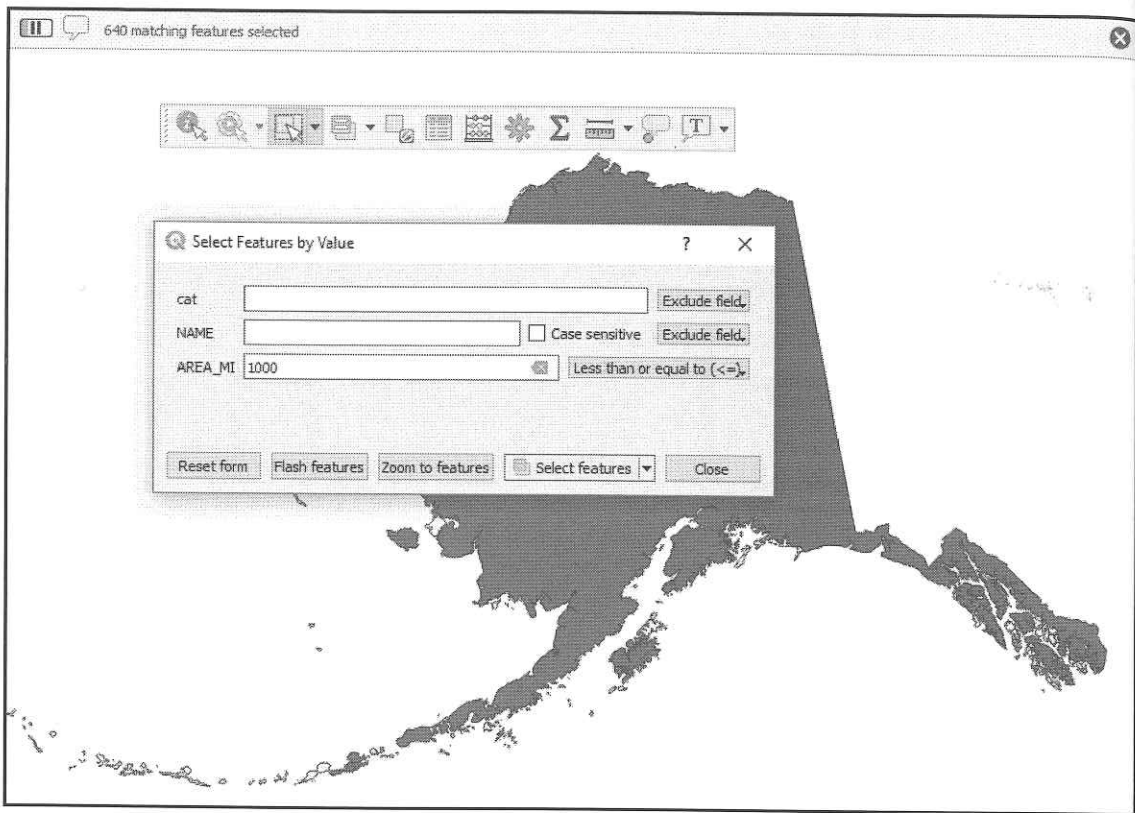 640 matching features selected
T
Select Features by Value ?
cat Exclude field
NAME Case sensitive Exclude field
AREA_MI 1000 Less than or equal to (<=)
Reset form Flash features Zoom to features Select features Close